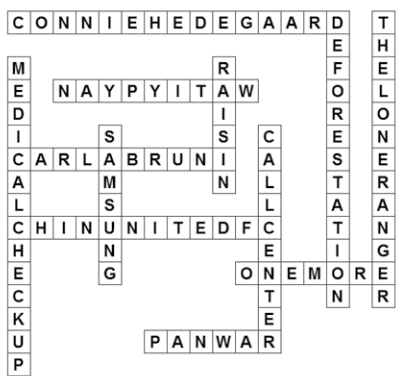 CONNIEHEDEGAARD
NAYPYITAW
CARLABRUNI
CHINUNITEDFC
ONEMORE
PANWAR
MEDICALCHECKUP
SAMSUNG
RAISIN
CALLCENTER
DEFORESTATION
THELONERANGER